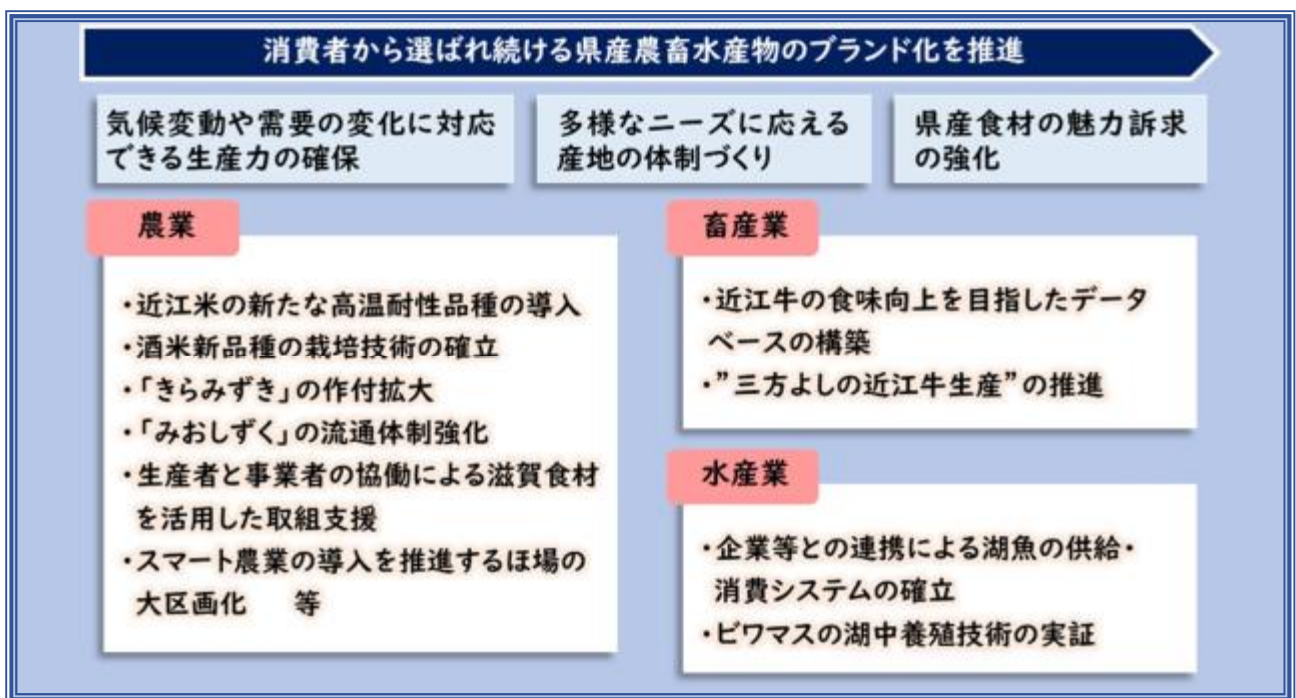 消費者から選ばれ続ける県産農畜水産物のブランド化を推進
気候変動や需要の変化に対応
できる生産力の確保
多様なニーズに応える
産地の体制づくり
県産食材の魅力訴求
の強化
農業
・近江米の新たな高温耐性品種の導入
・酒米新品種の栽培技術の確立
・「きらみずき」の作付拡大
・「みおしずく」の流通体制強化
・生産者と事業者の協働による滋賀食材
を活用した取組支援
・スマート農業の導入を推進するほ場の
大区画化　等
畜産業
・近江牛の食味向上を目指したデータ
ベースの構築
・”三方よしの近江牛生産”の推進
水産業
・企業等との連携による湖魚の供給・
消費システムの確立
・ビワマスの湖中養殖技術の実証